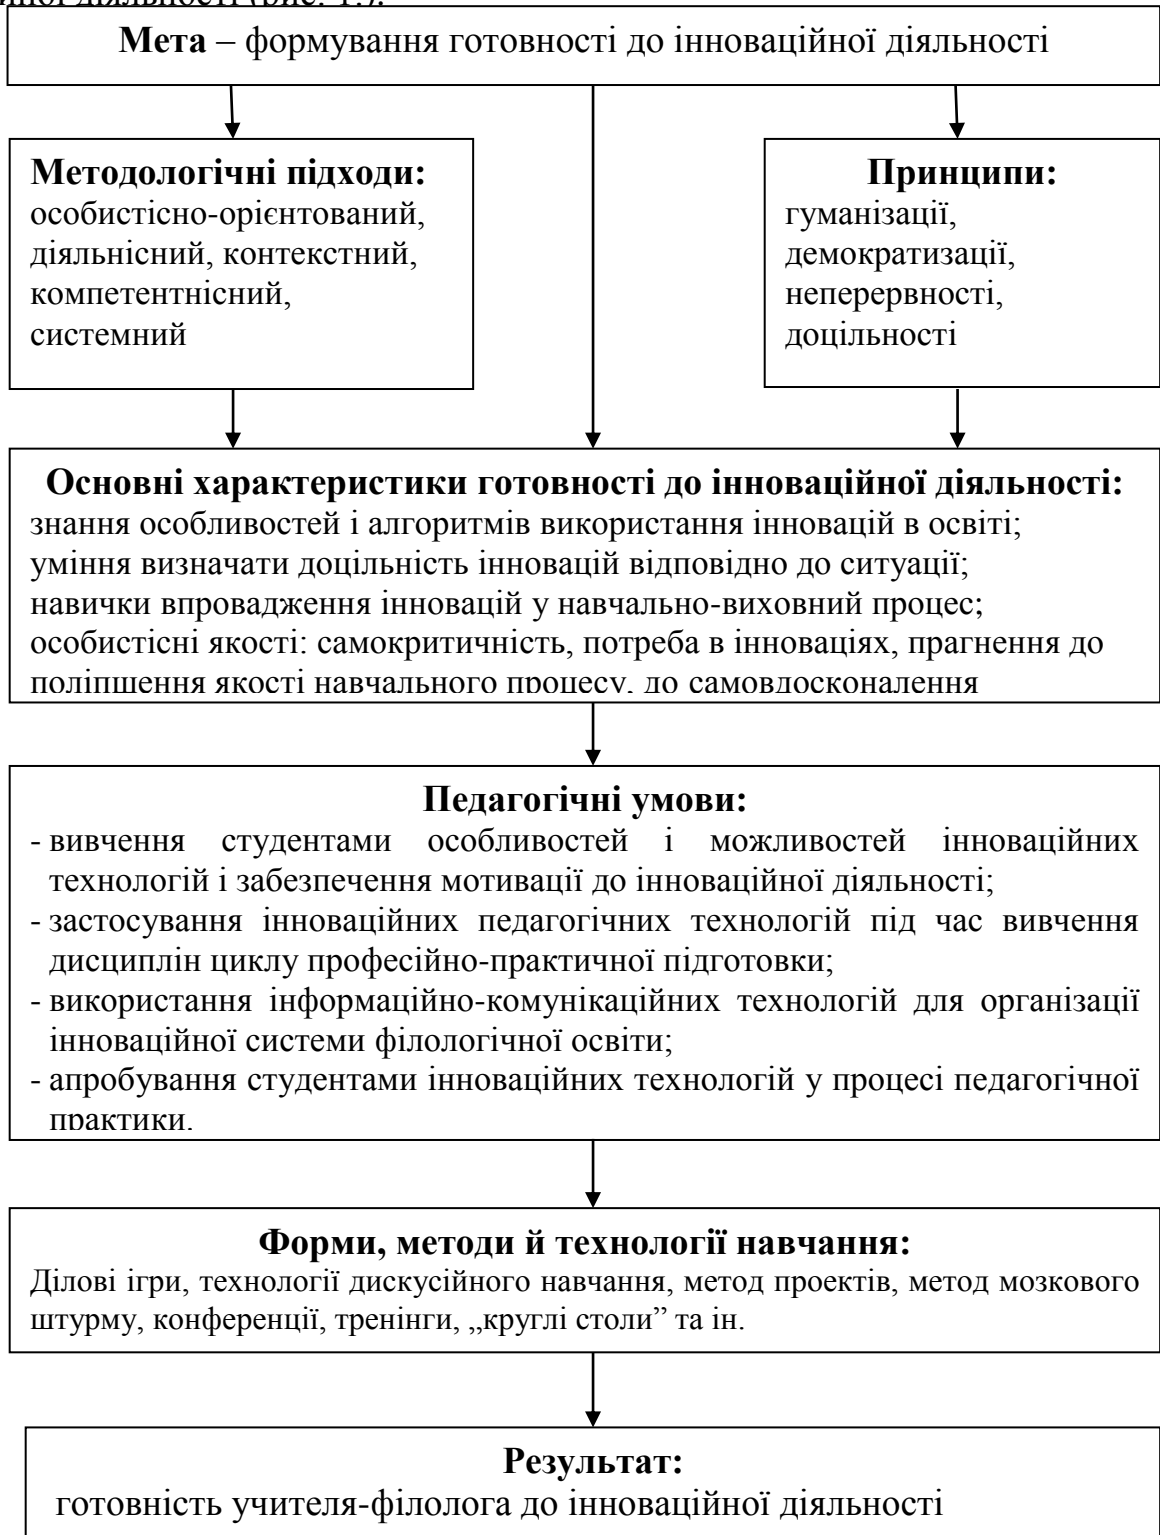 діяльності (рис. 1.).
Мета – формування готовності до інноваційної діяльності
Методологічні підходи:
особистісно-орієнтований,
діяльнісний, контекстний,
компетентнісний,
системний
Принципи:
гуманізації,
демократизації,
неперервності,
доцільності
Основні характеристики готовності до інноваційної діяльності:
знання особливостей і алгоритмів використання інновацій в освіті;
уміння визначати доцільність інновацій відповідно до ситуації;
навички впровадження інновацій у навчально-виховний процес;
особистісні якості: самокритичність, потреба в інноваціях, прагнення до
поліпшення якості навчального процесу, до самовдосконалення
Педагогічні умови:
- вивчення студентами особливостей і можливостей інноваційних
технологій і забезпечення мотивації до інноваційної діяльності;
- застосування інноваційних педагогічних технологій під час вивчення
дисциплін циклу професійно-практичної підготовки;
- використання інформаційно-комунікаційних технологій для організації
інноваційної системи філологічної освіти;
- апробування студентами інноваційних технологій у процесі педагогічної
практики.
Форми, методи й технології навчання:
Ділові ігри, технології дискусійного навчання, метод проектів, метод мозкового
штурму, конференції, тренінги, „круглі столи” та ін.
Результат:
готовність учителя-філолога до інноваційної діяльності